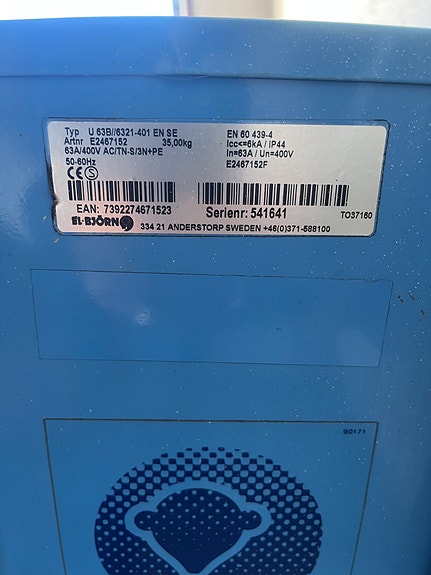 Typ U 63B//6321-401 EN SE EN 60 439-4
Artnr E2467152 35,00kg Icc<=6kA / IP44
63A/400V AC/TN-S/3N+PE In=63A / Un=400V
50-60Hz E2467152F
CE S
EAN: 7392274671523 Serienr: 541641 TO37160
EL-BJÖRN 334 21 ANDERSTORP SWEDEN +46(0)371-588100
90171